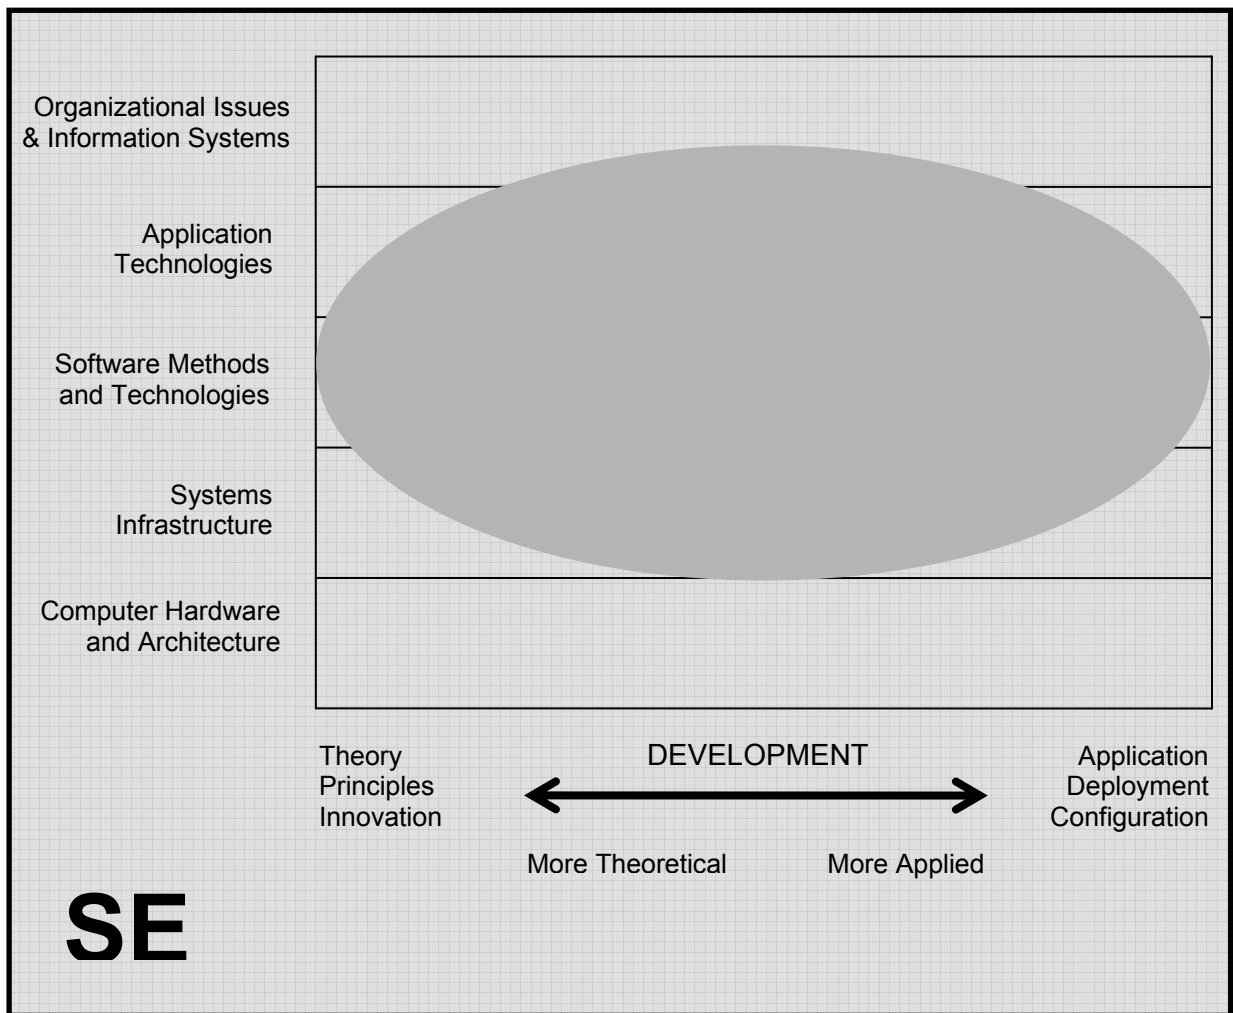 Organizational Issues
& Information Systems
Application
Technologies
Software Methods
and Technologies
Systems
Infrastructure
Computer Hardware
and Architecture
Theory
Principles
Innovation
DEVELOPMENT
Application
Deployment
Configuration
More Theoretical
More Applied
SE